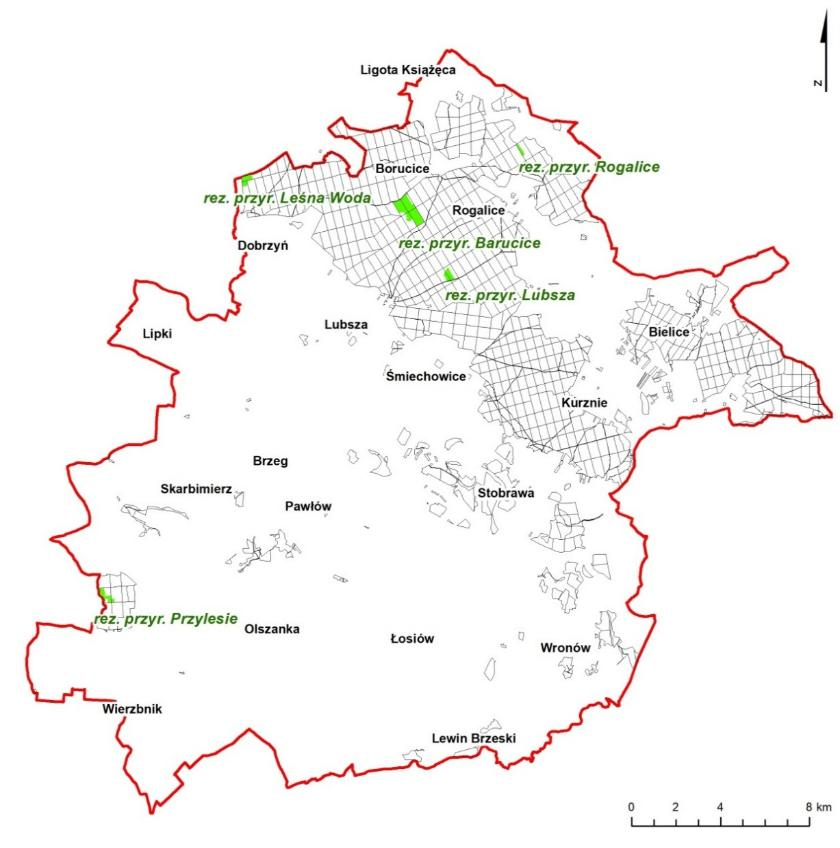 Ligota Książęca
N
Borucice
rez. przyr. Rogalice
rez. przyr. Leśna Woda
Rogalice
Dobrzyń
rez. przyr. Barucice
rez. przyr. Lubsza
Lipki
Lubsza
Bielice
Śmiechowice
Kurznie
Brzeg
Skarbimierz
Stobrawa
Pawłów
rez. przyr. Przylesie
Olszanka
Łosiów
Wronów
Wierzbnik
Lewin Brzeski
0 2 4 8 km